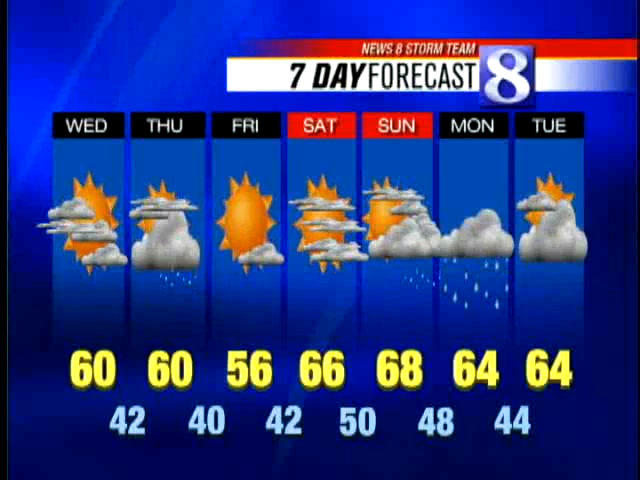 NEWS 8 STORM TEAM
7 DAY FORECAST 8
WED THU FRI SAT SUN MON TUE
60 60 56 66 68 64 64
42 40 42 50 48 44